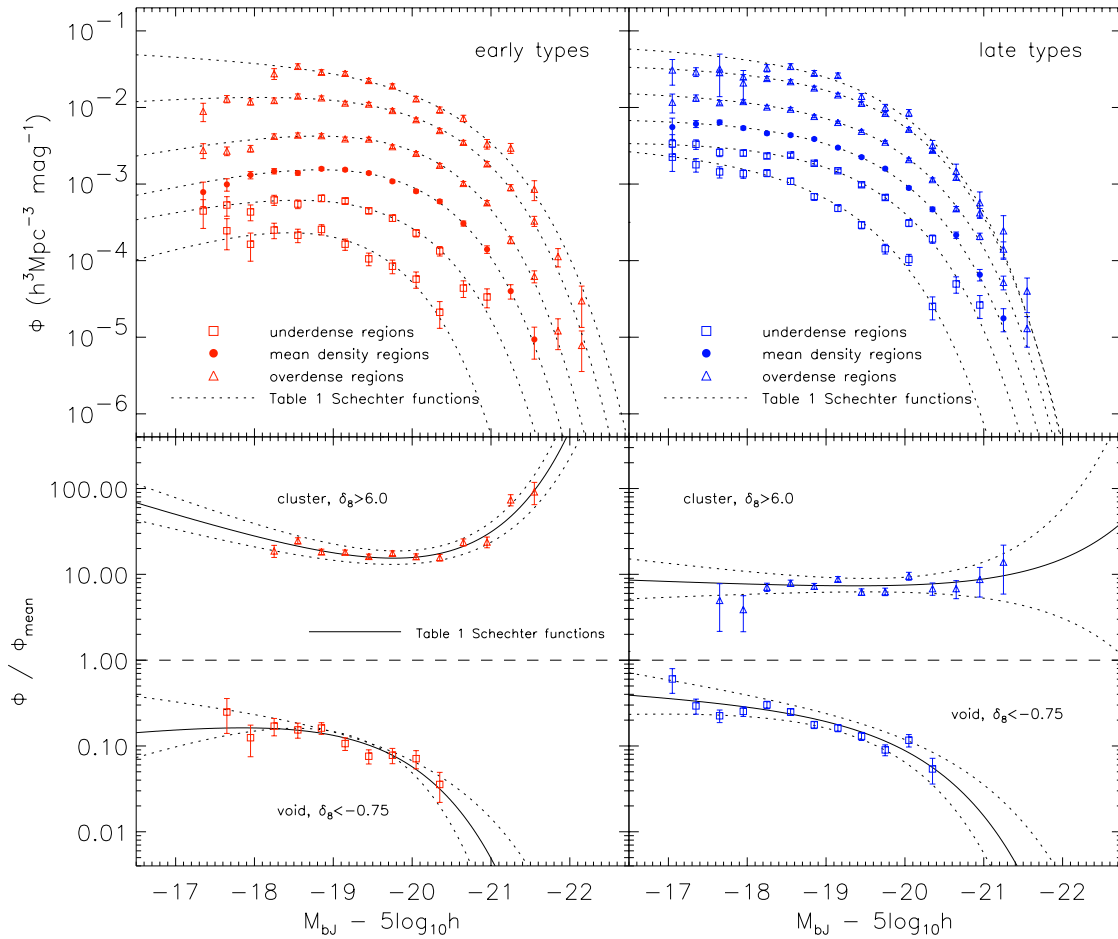 early types
late types
10⁻¹
10⁻²
10⁻³
10⁻⁴
10⁻⁵
10⁻⁶
ϕ (h³Mpc⁻³ mag⁻¹)
underdense regions
mean density regions
overdense regions
Table 1 Schechter functions
underdense regions
mean density regions
overdense regions
Table 1 Schechter functions
100.00
10.00
1.00
0.10
0.01
ϕ / ϕmean
cluster, δ₈>6.0
Table 1 Schechter functions
void, δ₈<−0.75
cluster, δ₈>6.0
void, δ₈<−0.75
−17 −18 −19 −20 −21 −22
−17 −18 −19 −20 −21 −22
M_bJ − 5log₁₀h
M_bJ − 5log₁₀h